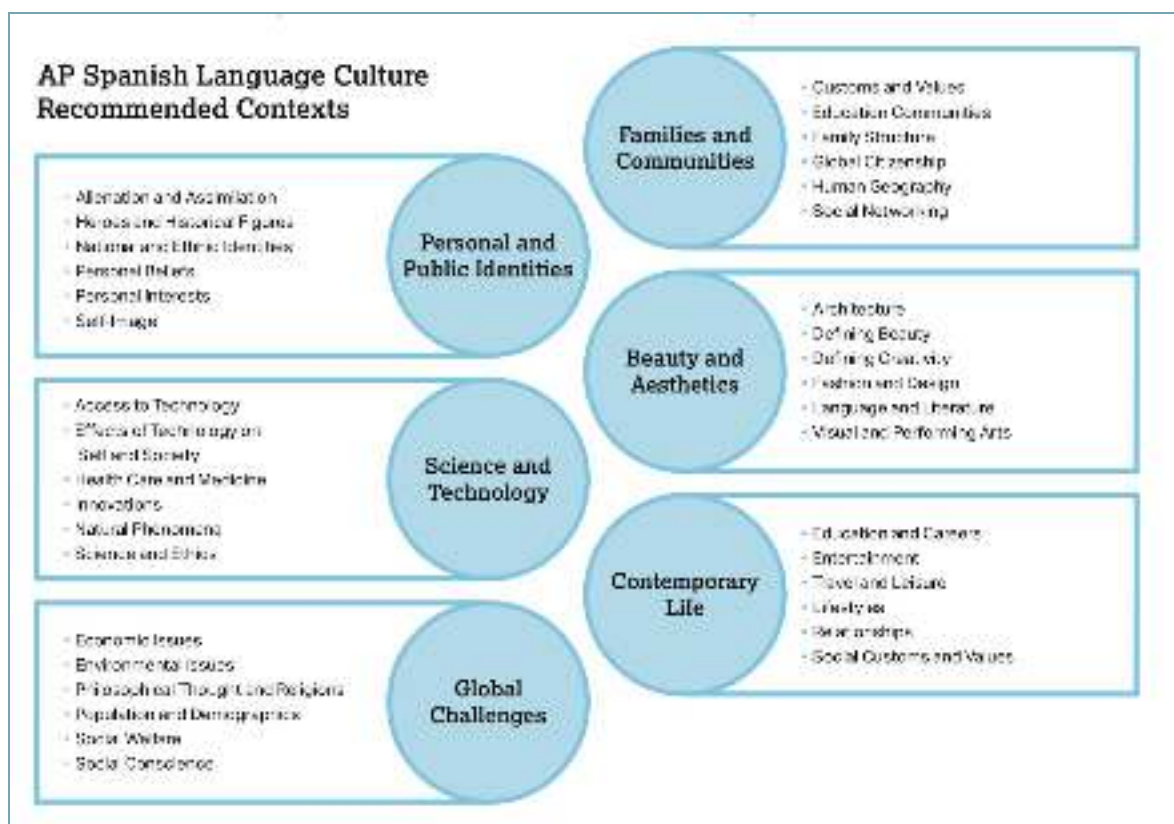 AP Spanish Language Culture
Recommended Contexts
Personal and
Public Identities
- Alienation and Assimilation
- Heroes and Historical Figures
- National and Ethnic Identities
- Personal Beliefs
- Personal Interests
- Self-Image
Science and
Technology
- Access to Technology
- Effects of Technology on
Self and Society
- Health Care and Medicine
- Innovations
- Natural Phenomena
- Science and Ethics
Global
Challenges
- Economic Issues
- Environmental Issues
- Philosophical Thought and Religions
- Population and Demographics
- Social Welfare
- Social Conscience
Families and
Communities
- Customs and Values
- Education Communities
- Family Structure
- Global Citizenship
- Human Geography
- Social Networking
Beauty and
Aesthetics
- Architecture
- Defining Beauty
- Defining Creativity
- Fashion and Design
- Language and Literature
- Visual and Performing Arts
Contemporary
Life
- Education and Careers
- Entertainment
- Travel and Leisure
- Lifestyles
- Relationships
- Social Customs and Values